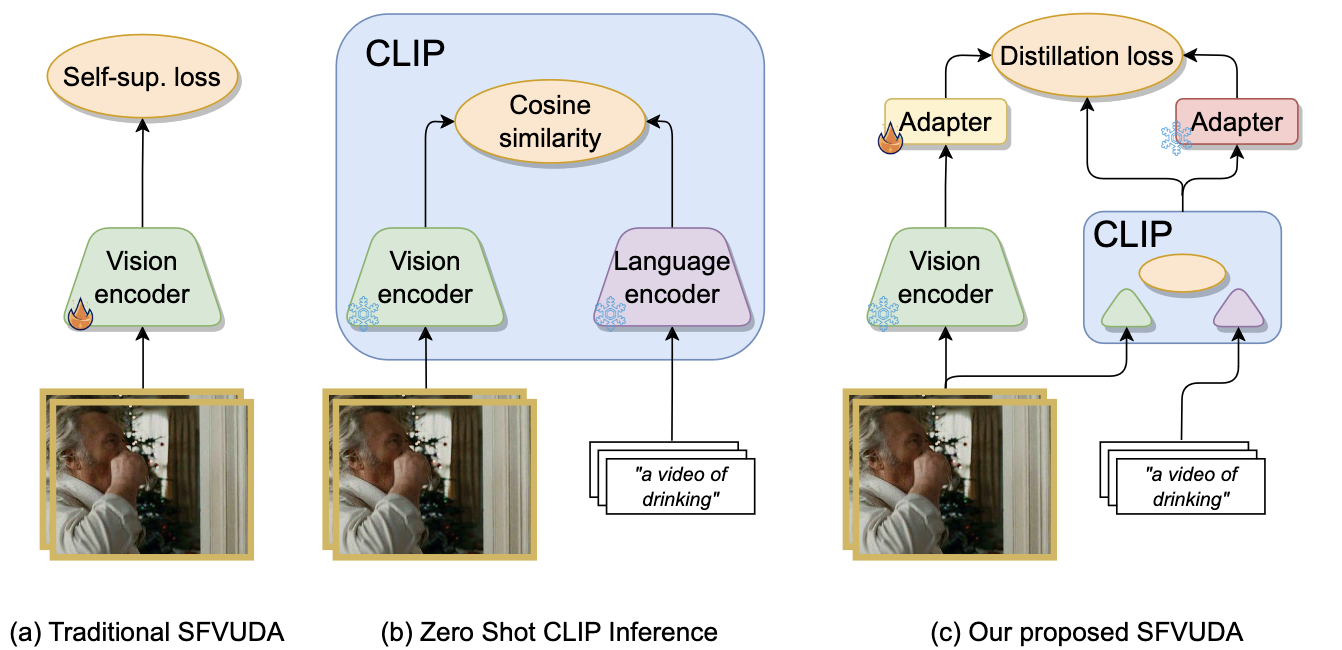 Self-sup. loss
Vision
encoder
(a) Traditional SFVUDA
CLIP
Cosine
similarity
Vision
encoder
Language
encoder
"a video of
drinking"
(b) Zero Shot CLIP Inference
Distillation loss
Adapter
Adapter
Vision
encoder
CLIP
"a video of
drinking"
(c) Our proposed SFVUDA